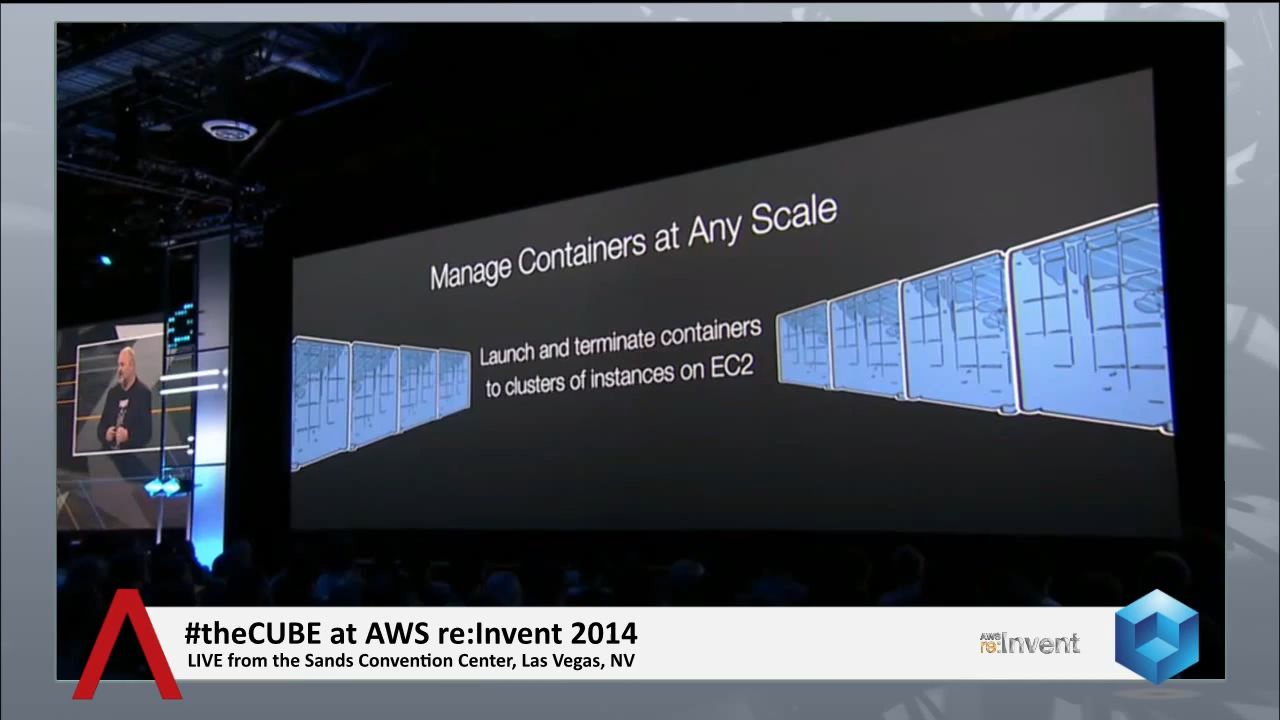 Manage Containers at Any Scale
Launch and terminate containers
to clusters of instances on EC2
#theCUBE at AWS re:Invent 2014
LIVE from the Sands Convention Center, Las Vegas, NV
AWS
re:Invent